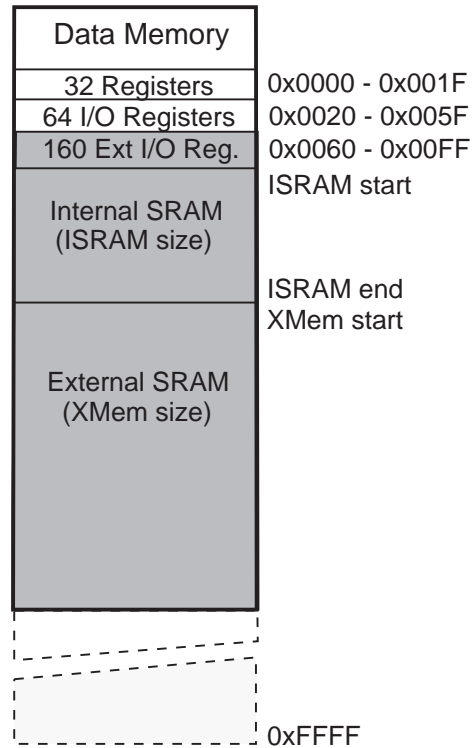 Data Memory
32 Registers 0x0000 - 0x001F
64 I/O Registers 0x0020 - 0x005F
160 Ext I/O Reg. 0x0060 - 0x00FF
ISRAM start
Internal SRAM
(ISRAM size)
ISRAM end
XMem start
External SRAM
(XMem size)
0xFFFF